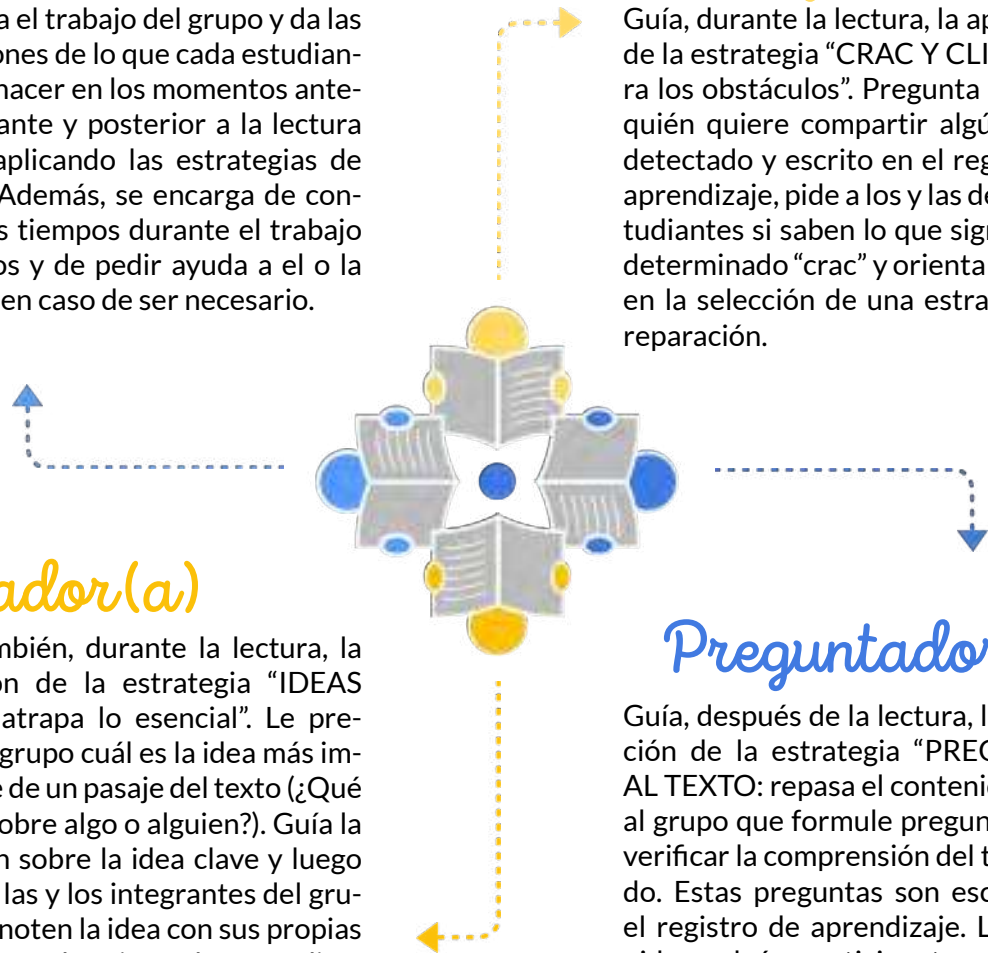 a el trabajo del grupo y da las
ones de lo que cada estudian-
hacer en los momentos ante-
ante y posterior a la lectura
aplicando las estrategias de
Además, se encarga de con-
s tiempos durante el trabajo
os y de pedir ayuda a el o la
en caso de ser necesario.
Guía, durante la lectura, la ap
de la estrategia “CRAC Y CLI
ra los obstáculos”. Pregunta
quién quiere compartir algú
detectado y escrito en el reg
aprendizaje, pide a los y las de
tudiantes si saben lo que sign
determinado “crac” y orienta
en la selección de una estra
reparación.
ador(a)
mbién, durante la lectura, la
ón de la estrategia “IDEAS
atrapa lo esencial”. Le pre-
grupo cuál es la idea más im-
e de un pasaje del texto (¿Qué
obre algo o alguien?). Guía la
n sobre la idea clave y luego
las y los integrantes del gru-
noten la idea con sus propias
Preguntador
Guía, después de la lectura, l
ción de la estrategia “PREG
AL TEXTO: repasa el conteni
al grupo que formule pregun
verificar la comprensión del t
do. Estas preguntas son esc
el registro de aprendizaje. L